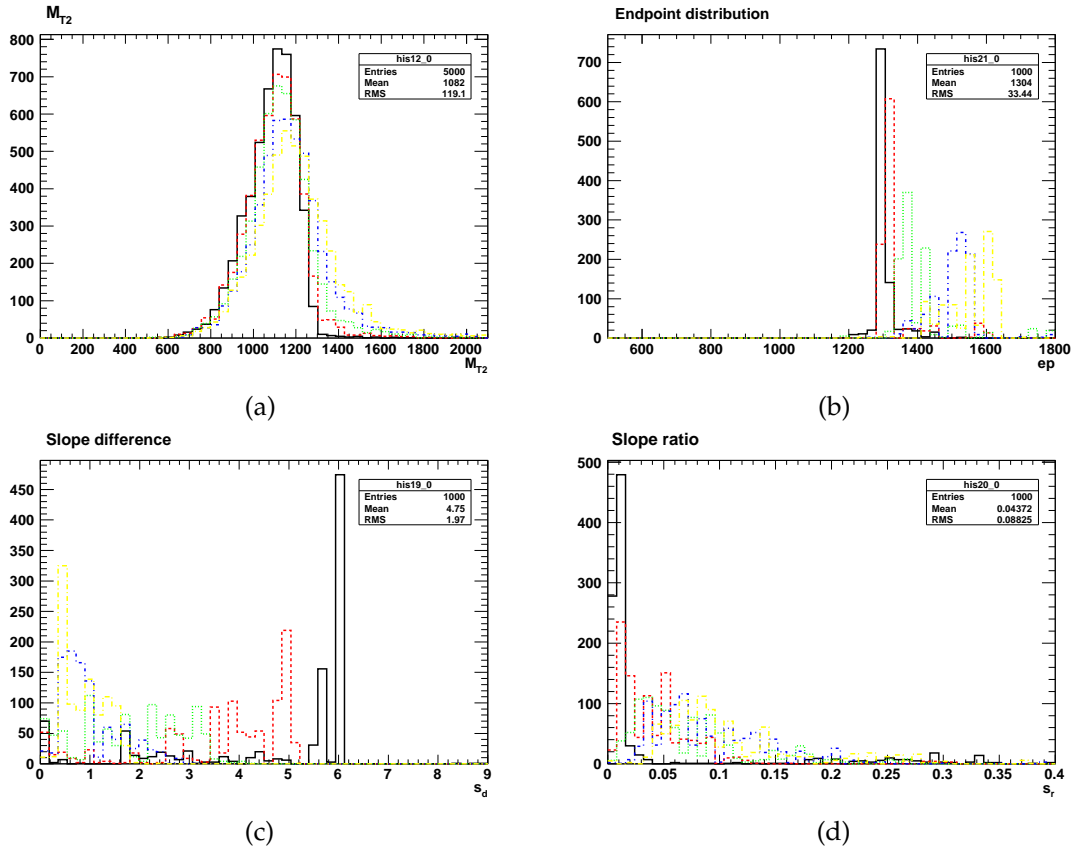 M_T2
his12_0
Entries 5000
Mean 1082
RMS 119.1
800
700
600
500
400
300
200
100
0
0 200 400 600 800 1000 1200 1400 1600 1800 2000
M_T2
(a)
Endpoint distribution
his21_0
Entries 1000
Mean 1304
RMS 33.44
700
600
500
400
300
200
100
0
600 800 1000 1200 1400 1600 1800
ep
(b)
Slope difference
his19_0
Entries 1000
Mean 4.75
RMS 1.97
450
400
350
300
250
200
150
100
50
0
0 1 2 3 4 5 6 7 8 9
s_d
(c)
Slope ratio
his20_0
Entries 1000
Mean 0.04372
RMS 0.08825
500
400
300
200
100
0
0 0.05 0.1 0.15 0.2 0.25 0.3 0.35 0.4
s_r
(d)